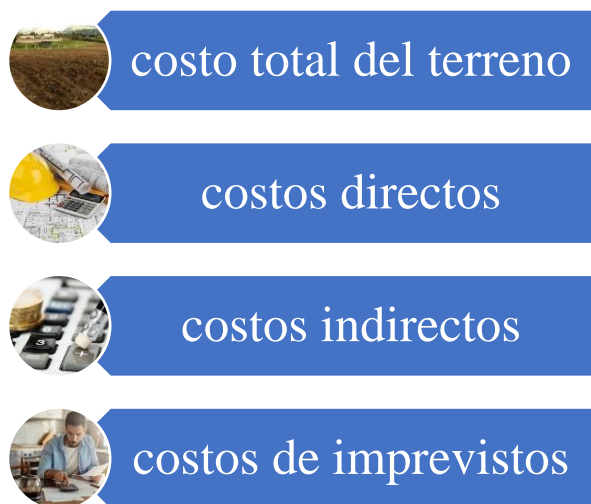 costo total del terreno
costos directos
costos indirectos
costos de imprevistos